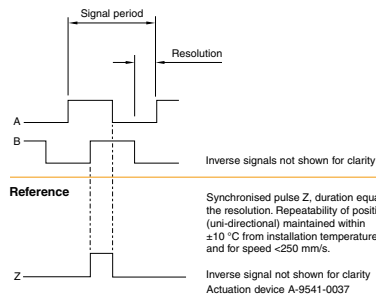 Signal period
Resolution
A
B
Inverse signals not shown for clarity
Reference
Synchronised pulse Z, duration
the resolution. Repeatability of
(uni-directional) maintained within
±10 °C from installation temperature
and for speed <250 mm/s.
Z
Inverse signal not shown for clarity
Actuation device A-9541-0037